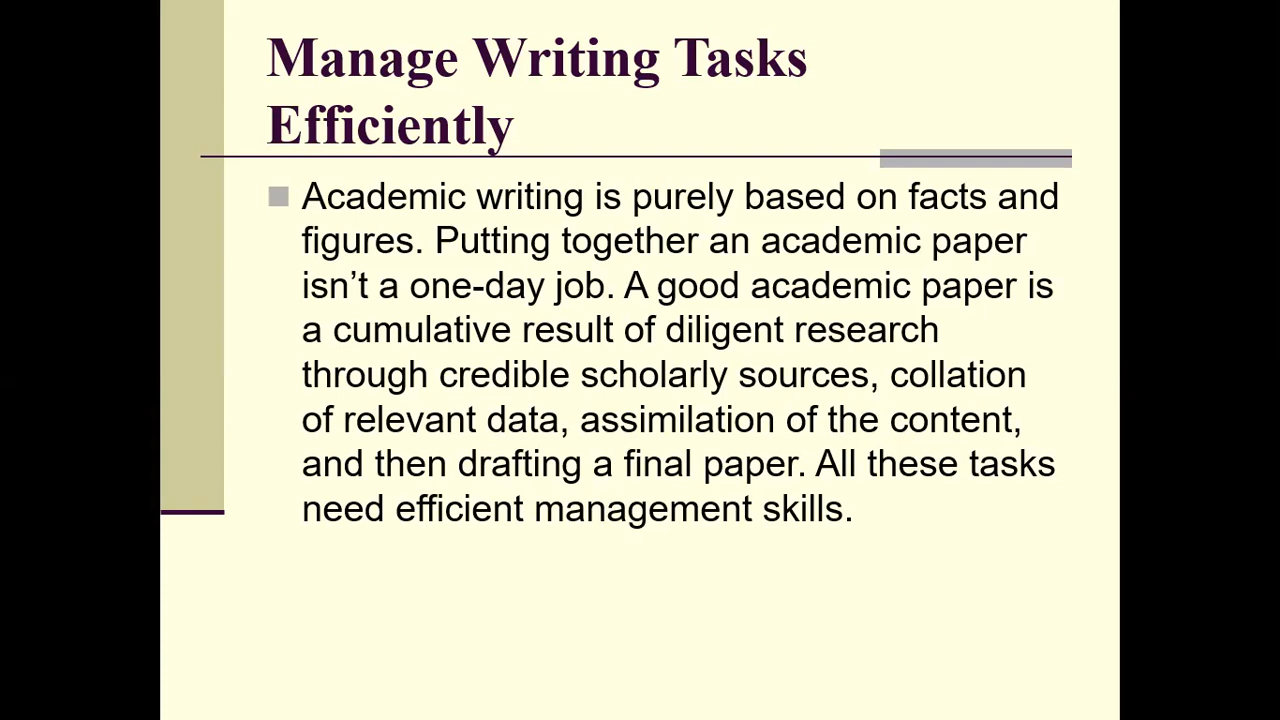 Manage Writing Tasks
Efficiently
Academic writing is purely based on facts and
figures. Putting together an academic paper
isn’t a one-day job. A good academic paper is
a cumulative result of diligent research
through credible scholarly sources, collation
of relevant data, assimilation of the content,
and then drafting a final paper. All these tasks
need efficient management skills.